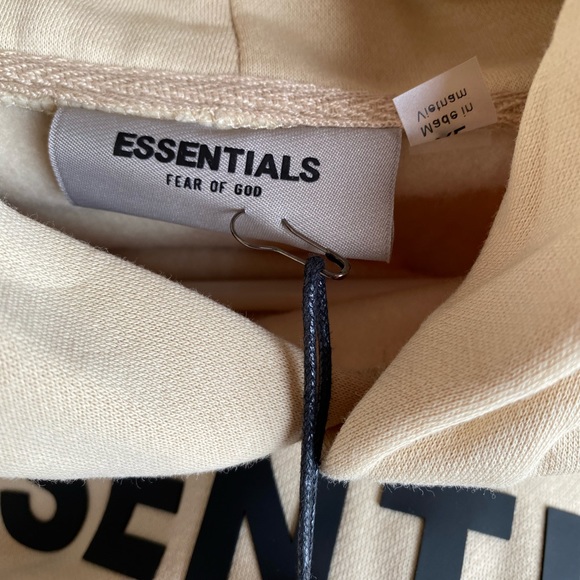 ESSENTIALS
FEAR OF GOD
Made in
Vietnam
SENTI